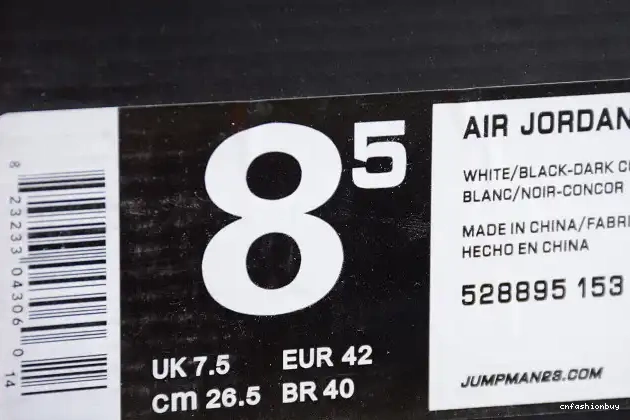 8 23233 04306 0 14
8 5
UK 7.5 EUR 42
cm 26.5 BR 40
AIR JORDAN
WHITE/BLACK-DARK C
BLANC/NOIR-CONCOR
MADE IN CHINA/FABRI
HECHO EN CHINA
528895 153
JUMPMAN23.COM
cnfashionbuy